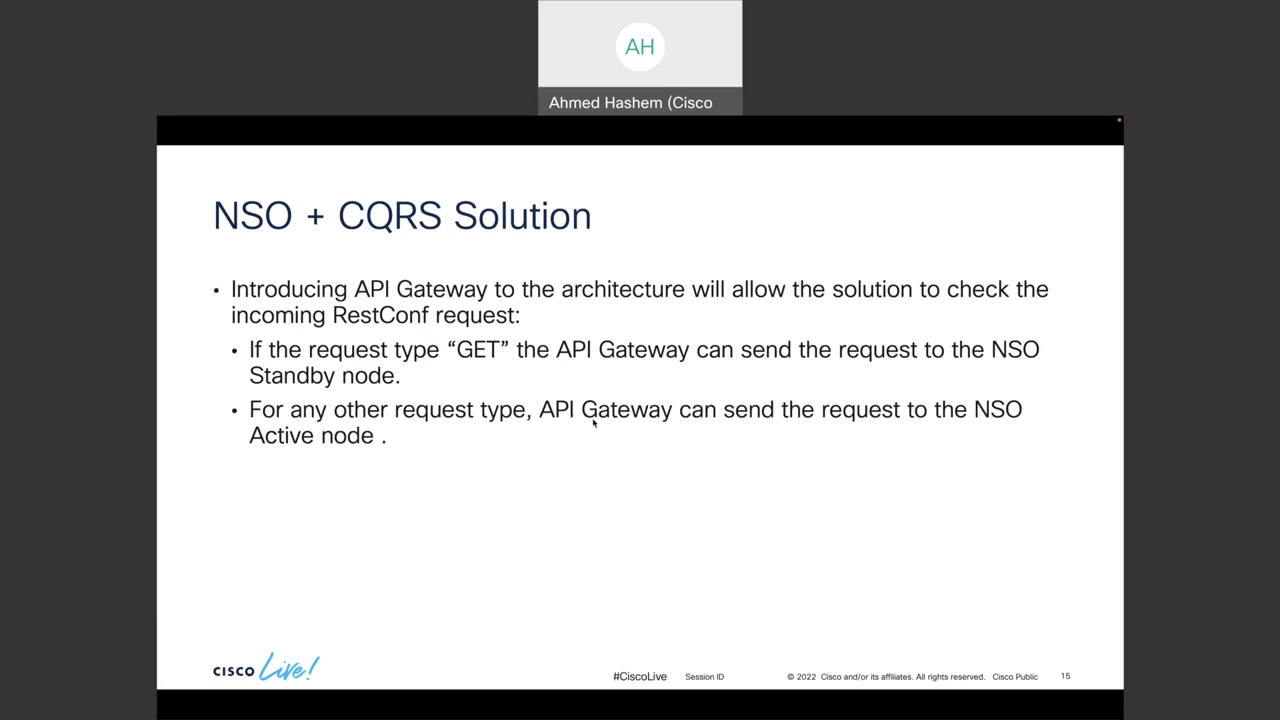 AH
Ahmed Hashem (Cisco
NSO + CQRS Solution
• Introducing API Gateway to the architecture will allow the solution to check the
incoming RestConf request:
• If the request type “GET” the API Gateway can send the request to the NSO
Standby node.
• For any other request type, API Gateway can send the request to the NSO
Active node .
CISCO Live!
#CiscoLive Session ID © 2022 Cisco and/or its affiliates. All rights reserved. Cisco Public 15